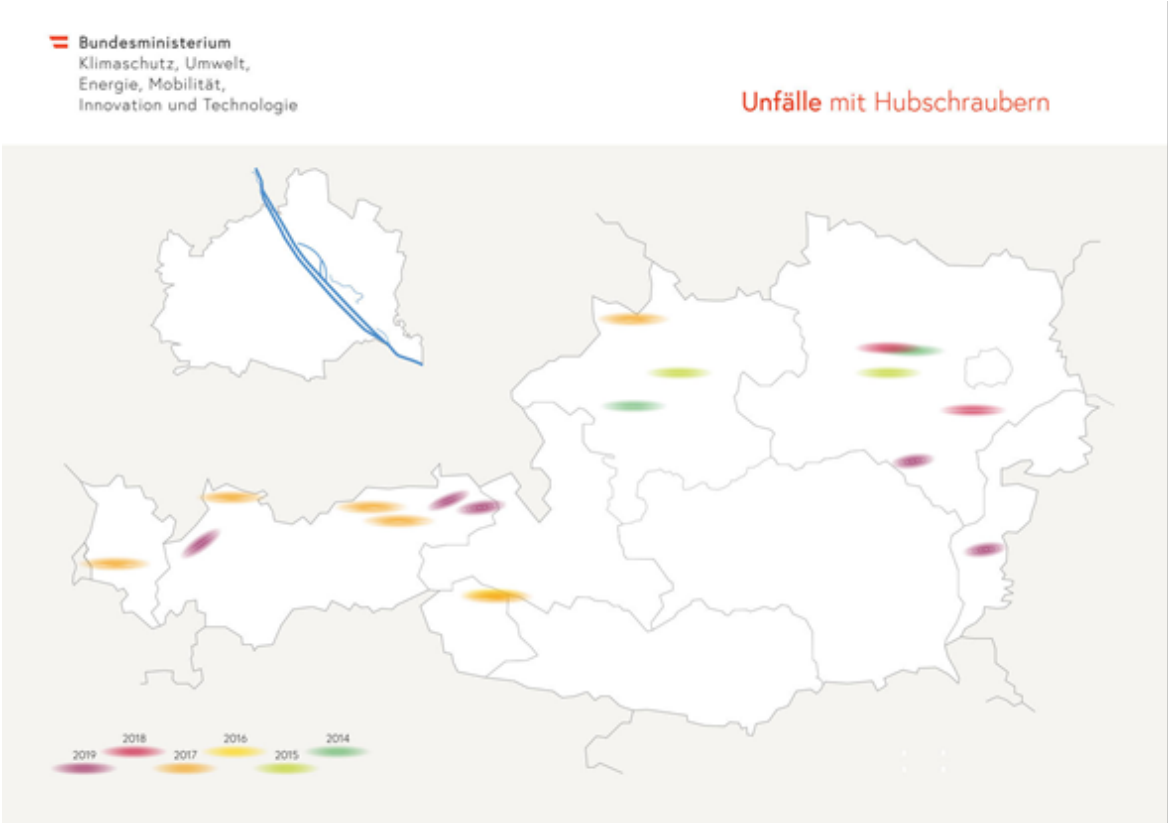 Bundesministerium
Klimaschutz, Umwelt,
Energie, Mobilität,
Innovation und Technologie
Unfälle mit Hubschraubern
2019
2018
2017
2016
2015
2014